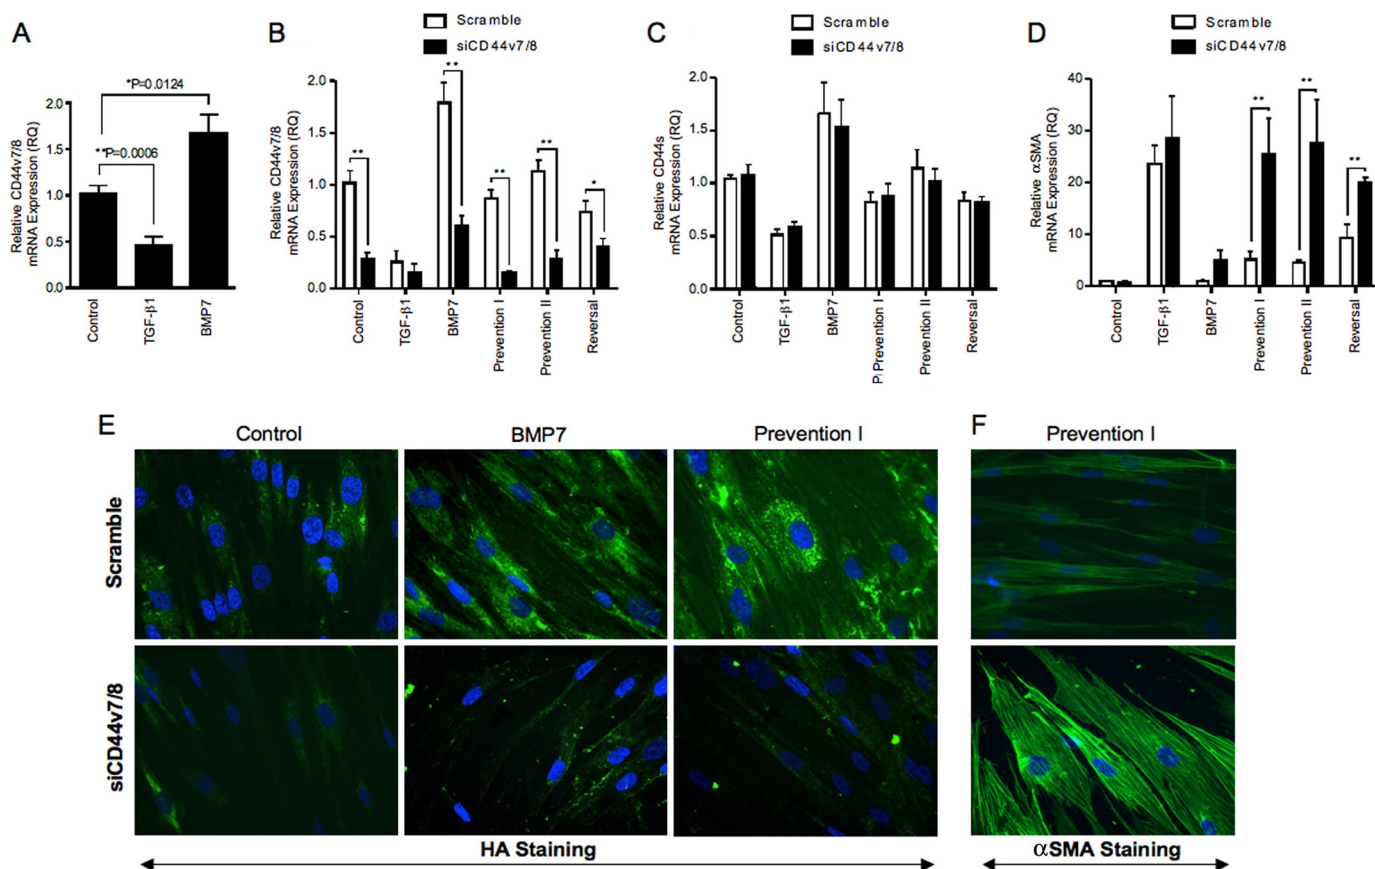 A
*P=0.0124
**P=0.0006
Relative CD44v7/8
mRNA Expression (RQ)
2.0
1.5
1.0
0.5
0.0
Control
TGF-β1
BMP7
B
Scramble
siCD44v7/8
Relative CD44v7/8
mRNA Expression (RQ)
2.0
1.5
1.0
0.5
0.0
**
**
**
**
*
Control
TGF-β1
BMP7
Prevention I
Prevention II
Reversal
C
Scramble
siCD44v7/8
Relative CD44s
mRNA Expression (RQ)
2.0
1.5
1.0
0.5
0.0
Control
TGF-β1
BMP7
P| Prevention I
Prevention II
Reversal
D
Scramble
siCD44v7/8
Relative αSMA
mRNA Expression (RQ)
40
30
20
10
0
**
**
**
Control
TGF-β1
BMP7
Prevention I
Prevention II
Reversal
E
Control
BMP7
Prevention I
Scramble
siCD44v7/8
HA Staining
F
Prevention I
αSMA Staining